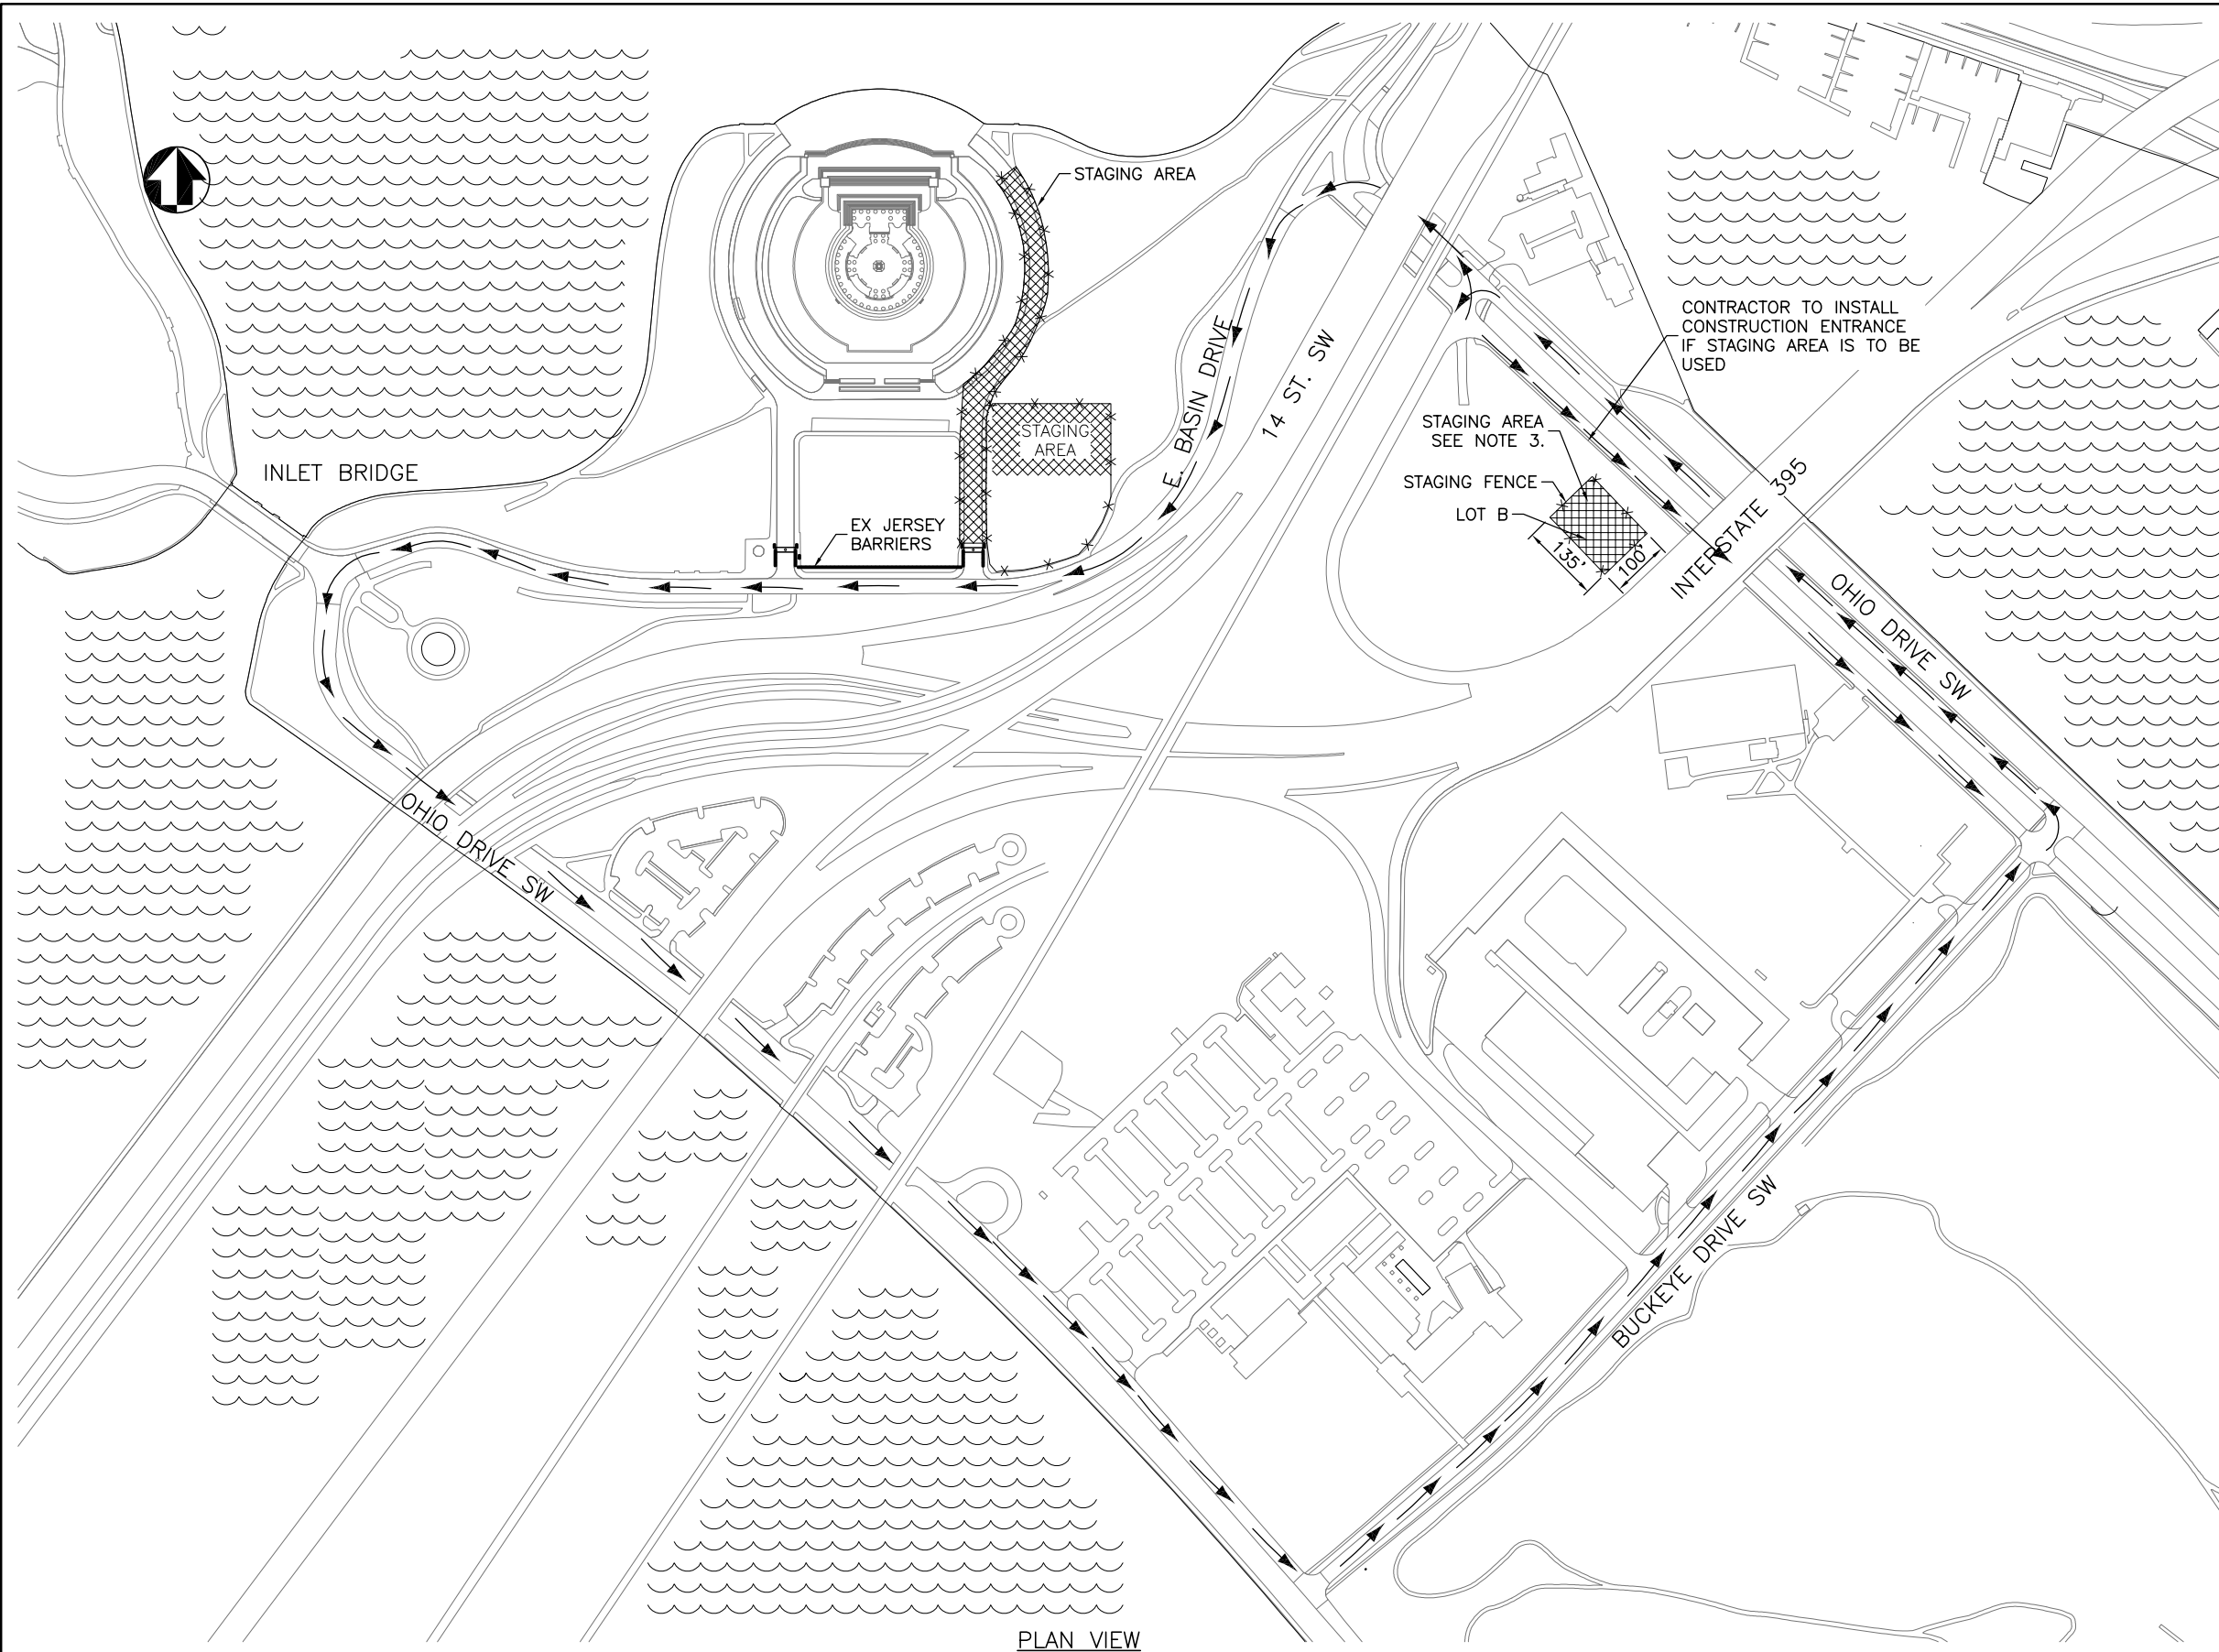 STAGING AREA
CONTRACTOR TO INSTALL
CONSTRUCTION ENTRANCE
IF STAGING AREA IS TO BE
USED
E. BASIN DRIVE
14 ST. SW
STAGING
AREA
STAGING AREA
SEE NOTE 3.
STAGING FENCE
LOT B
135'
100'
INTERSTATE 395
INLET BRIDGE
EX JERSEY
BARRIERS
OHIO DRIVE SW
OHIO DRIVE SW
BUCKEYE DRIVE SW
PLAN VIEW